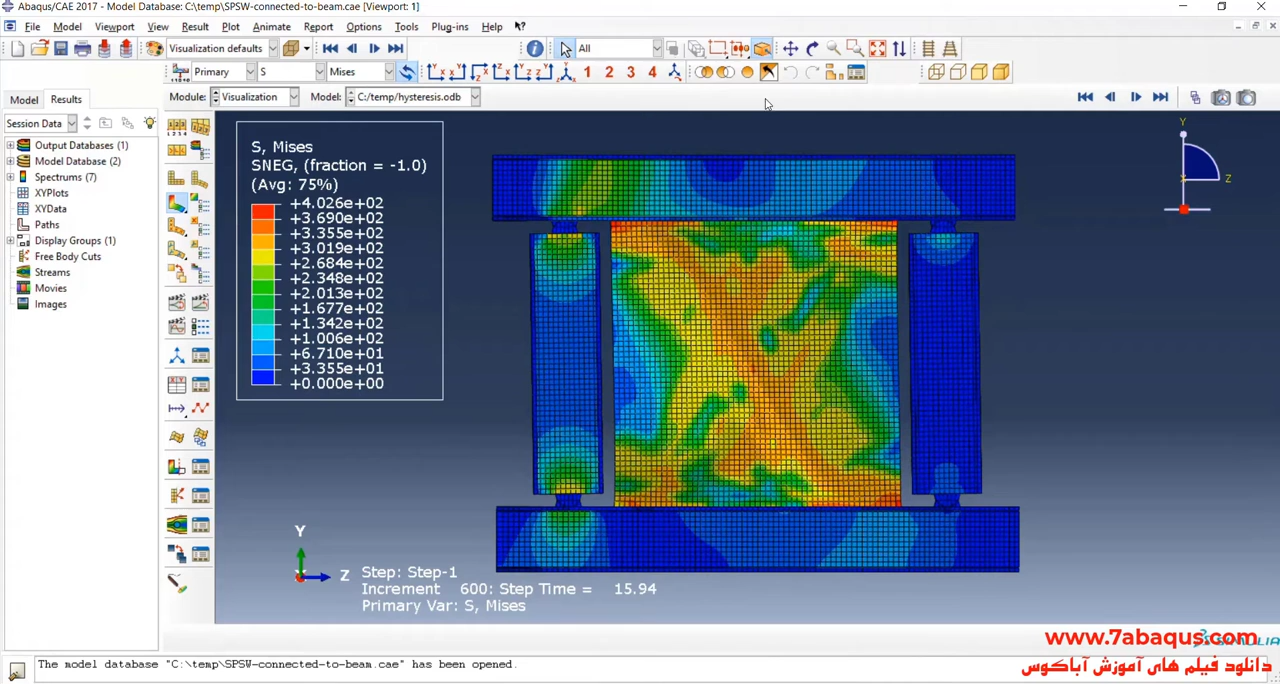 Abaqus/CAE 2017 - Model Database: C:\temp\SPSW-connected-to-beam.cae [Viewport: 1]
File Model Viewport View Result Plot Animate Report Options Tools Plug-ins Help
Visualization defaults
All
Primary S Mises
1 2 3 4
Model Results
Module: Visualization Model: C:/temp/hysteresis.odb
Session Data
Output Databases (1)
Model Database (2)
Spectrums (7)
XYPlots
XYData
Paths
Display Groups (1)
Free Body Cuts
Streams
Movies
Images
S, Mises
SNEG, (fraction = -1.0)
(Avg: 75%)
+4.026e+02
+3.690e+02
+3.355e+02
+3.019e+02
+2.684e+02
+2.348e+02
+2.013e+02
+1.677e+02
+1.342e+02
+1.006e+02
+6.710e+01
+3.355e+01
+0.000e+00
Y
X
Z
Y
Z
Step: Step-1
Increment 600: Step Time = 15.94
Primary Var: S, Mises
www.7abaqus.com
دانلود فیلم های آموزش آباکوس
The model database "C:\temp\SPSW-connected-to-beam.cae" has been opened.